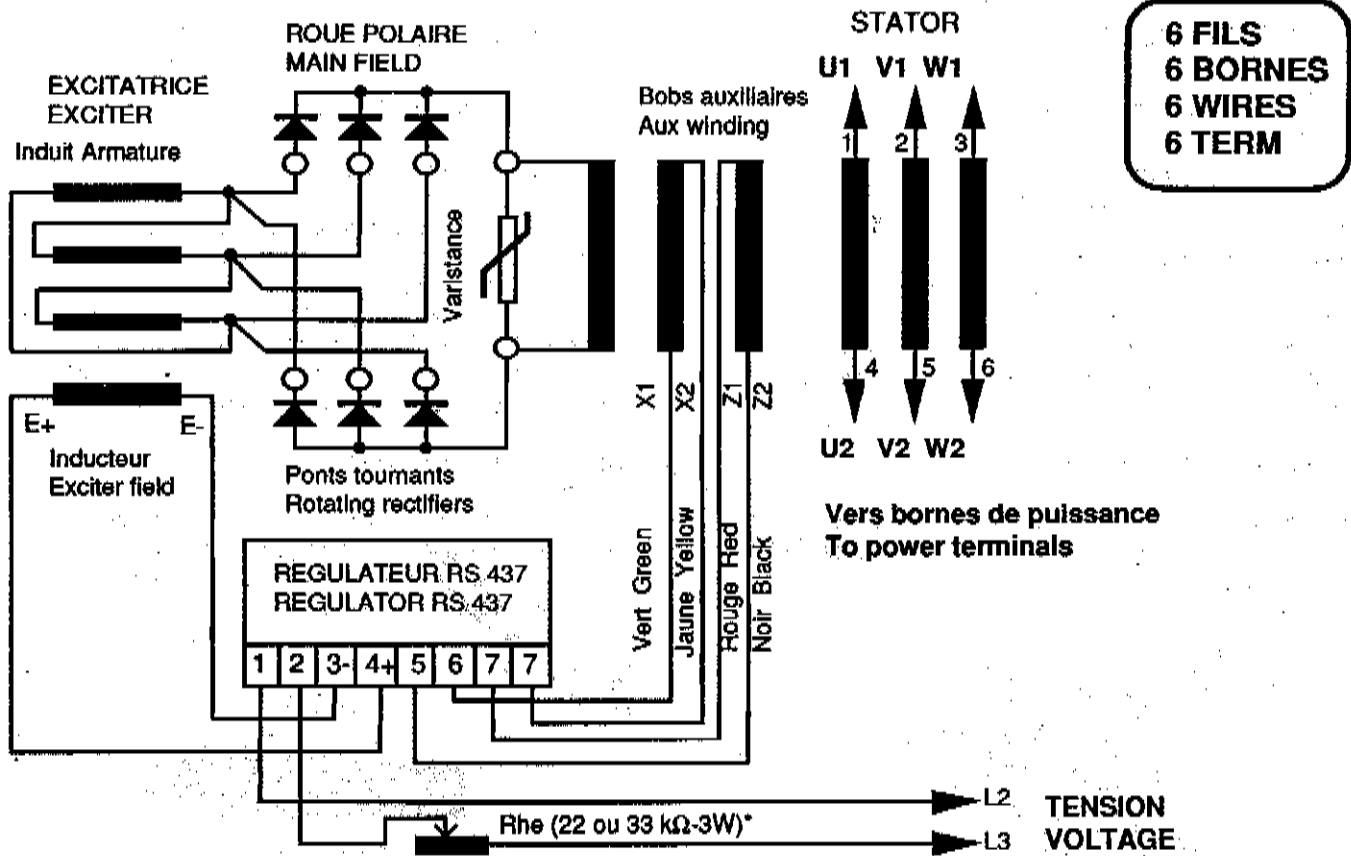 ROUE POLAIRE
MAIN FIELD
EXCITATRICE
EXCITER
Induit Armature
STATOR
U1 V1 W1
6 FILS
6 BORNES
6 WIRES
6 TERM
Bobs auxiliaires
Aux winding
1 2 3
Varistance
4 5 6
X1
X2
Z1
Z2
U2 V2 W2
E+ E-
Inducteur
Exciter field
Ponts tournants
Rotating rectifiers
Vers bornes de puissance
To power terminals
Vert Green
Jaune Yellow
Rouge Red
Noir Black
REGULATEUR RS 437
REGULATOR RS 437
1 2 3- 4+ 5 6 7 7
L2
Rhe (22 ou 33 kΩ-3W)*
L3
TENSION
VOLTAGE